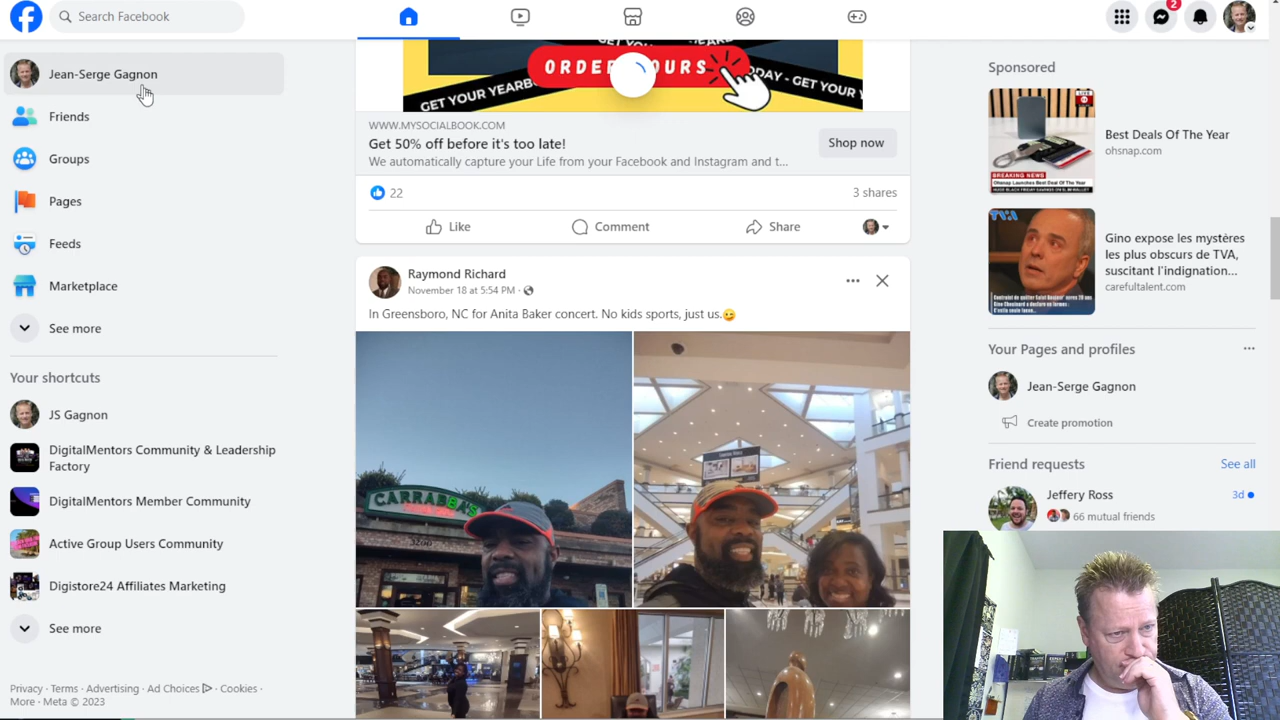 Search Facebook
2
Jean-Serge Gagnon
Friends
Groups
Pages
Feeds
Marketplace
See more
Your shortcuts
JS Gagnon
DigitalMentors Community & Leadership
Factory
DigitalMentors Member Community
Active Group Users Community
Digistore24 Affiliates Marketing
See more
Privacy · Terms · Advertising · Ad Choices · Cookies ·
More · Meta © 2023
GET YOUR YEARB
TODAY - GET YOUR
WWW.MYSOCIALBOOK.COM
Get 50% off before it's too late!
We automatically capture your Life from your Facebook and Instagram and t...
Shop now
22
3 shares
Like
Comment
Share
Raymond Richard
November 18 at 5:54 PM ·
In Greensboro, NC for Anita Baker concert. No kids sports, just us.
CARRABBA'S
Sponsored
LIVE
BREAKING NEWS
Best Deals Of The Year
ohsnap.com
TVA
Gino expose les mystères
les plus obscurs de TVA,
suscitant l'indignation...
carefultalent.com
Your Pages and profiles
Jean-Serge Gagnon
Create promotion
Friend requests
See all
Jeffery Ross
3d
66 mutual friends